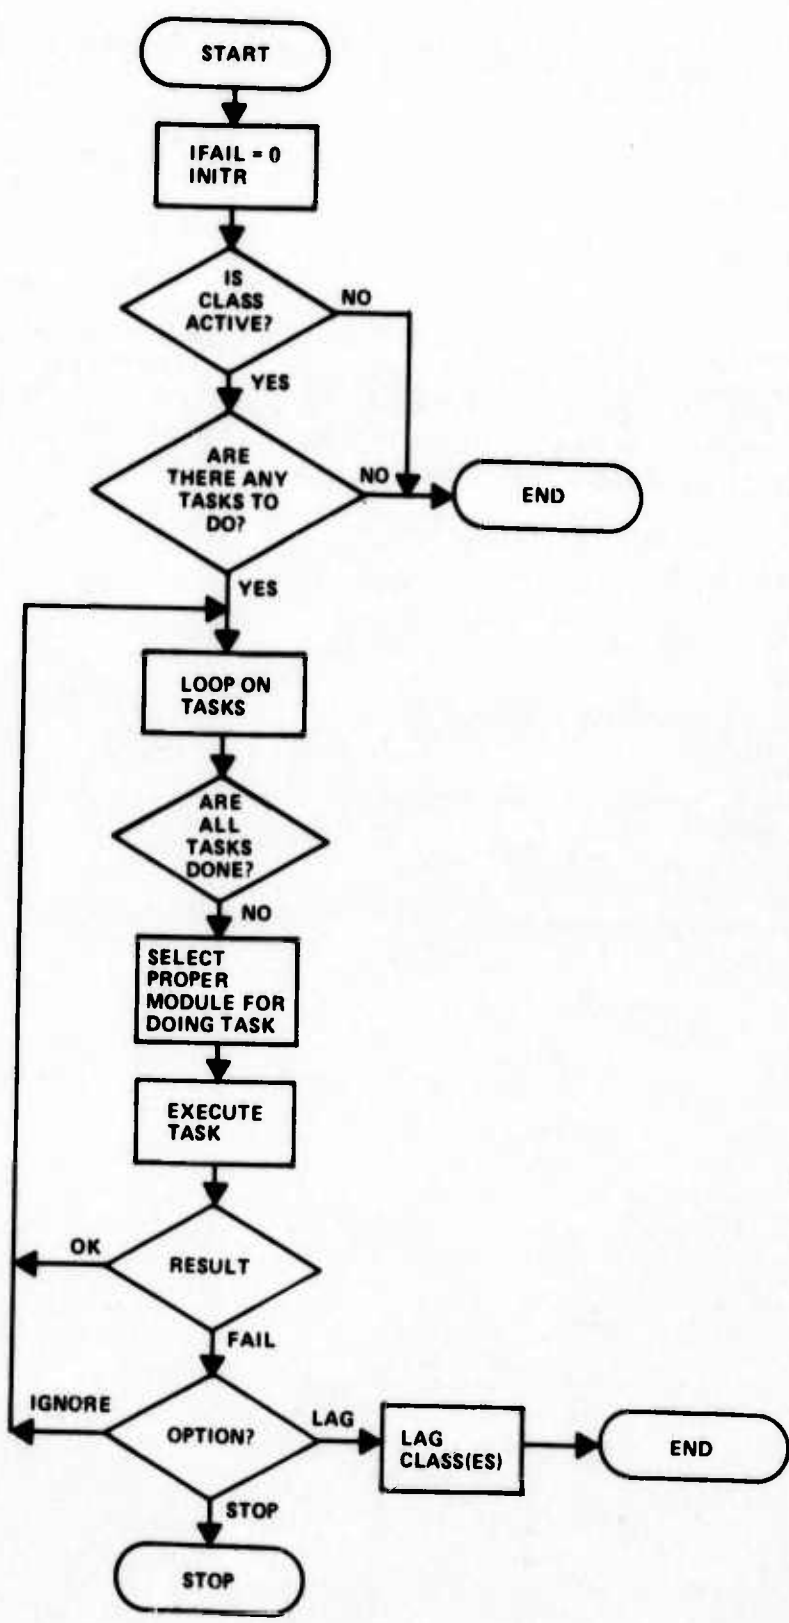 START
IFAIL = 0
INITR
IS
CLASS
ACTIVE?
NO
YES
ARE
THERE ANY
TASKS TO
DO?
NO
END
YES
LOOP ON
TASKS
ARE
ALL
TASKS
DONE?
NO
SELECT
PROPER
MODULE FOR
DOING TASK
EXECUTE
TASK
OK
RESULT
FAIL
IGNORE
OPTION?
LAG
LAG
CLASS(ES)
END
STOP
STOP